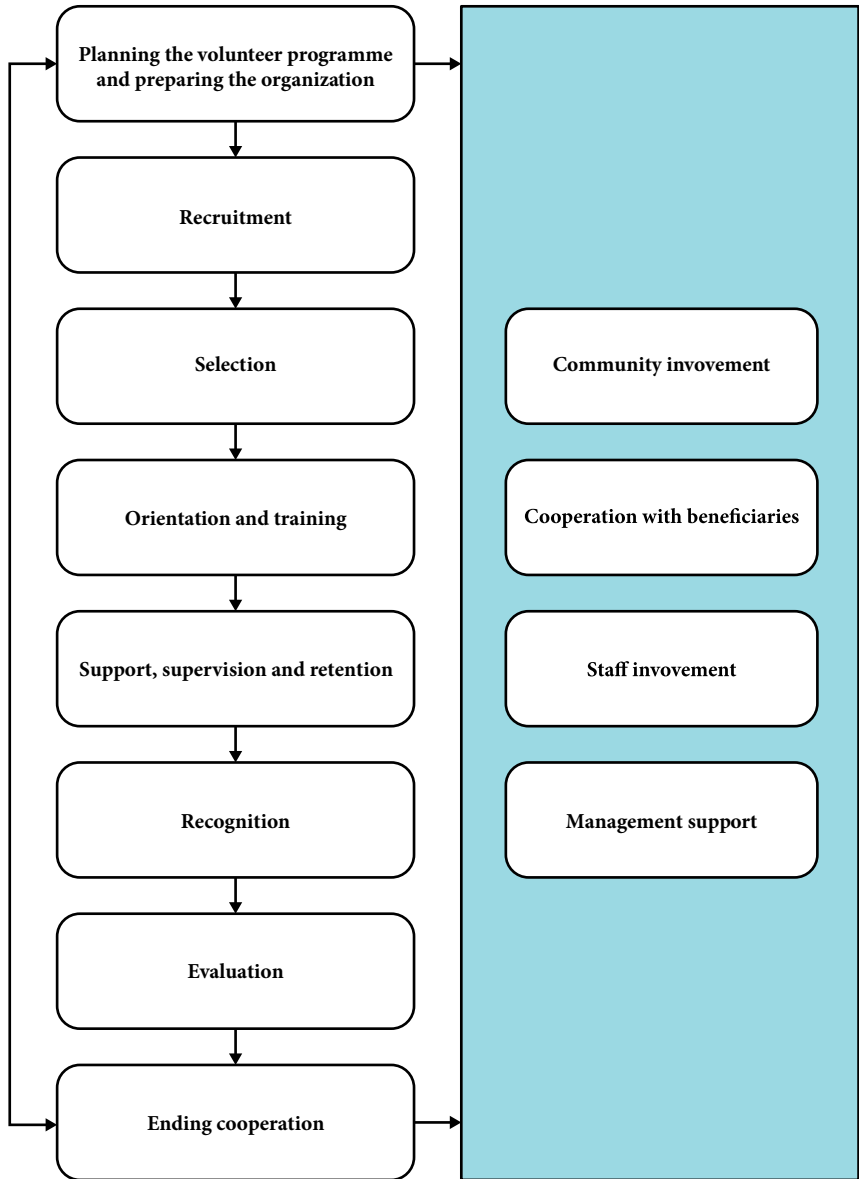 Planning the volunteer programme
and preparing the organization
Recruitment
Selection
Orientation and training
Support, supervision and retention
Recognition
Evaluation
Ending cooperation
Community invovement
Cooperation with beneficiaries
Staff invovement
Management support